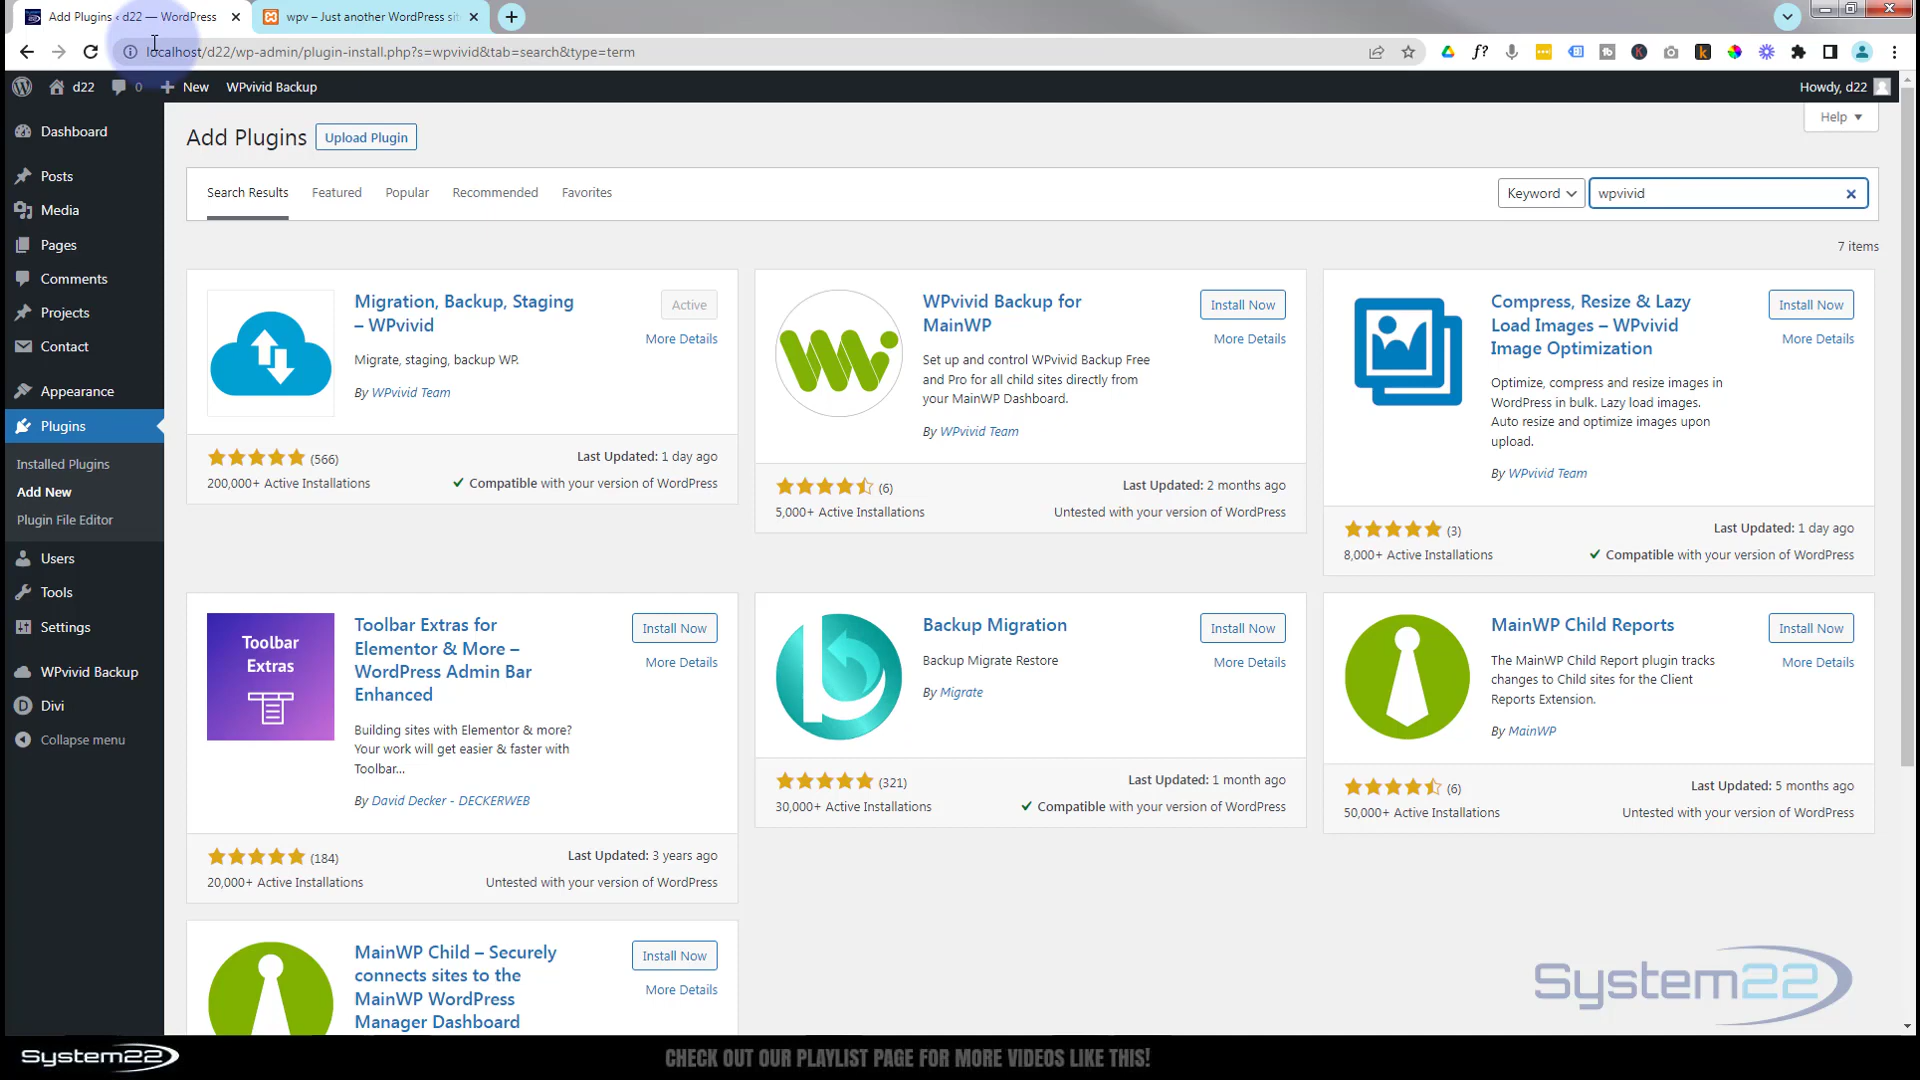 Add Plugins ‹ d22 — WordPress
wpv – Just another WordPress sit
localhost/d22/wp-admin/plugin-install.php?s=wpvivid&tab=search&type=term
d22
0
New
WPvivid Backup
Howdy, d22
Dashboard
Posts
Media
Pages
Comments
Projects
Contact
Appearance
Plugins
Installed Plugins
Add New
Plugin File Editor
Users
Tools
Settings
WPvivid Backup
Divi
Collapse menu
Add Plugins
Upload Plugin
Help
Search Results
Featured
Popular
Recommended
Favorites
Keyword
wpvivid
7 items
Migration, Backup, Staging
– WPvivid
Active
More Details
Migrate, staging, backup WP.
By WPvivid Team
(566)
200,000+ Active Installations
Last Updated: 1 day ago
Compatible with your version of WordPress
WPvivid Backup for
MainWP
Install Now
More Details
Set up and control WPvivid Backup Free
and Pro for all child sites directly from
your MainWP Dashboard.
By WPvivid Team
(6)
5,000+ Active Installations
Last Updated: 2 months ago
Untested with your version of WordPress
Compress, Resize & Lazy
Load Images – WPvivid
Image Optimization
Install Now
More Details
Optimize, compress and resize images in
WordPress in bulk. Lazy load images.
Auto resize and optimize images upon
upload.
By WPvivid Team
(3)
8,000+ Active Installations
Last Updated: 1 day ago
Compatible with your version of WordPress
Toolbar
Extras
Toolbar Extras for
Elementor & More –
WordPress Admin Bar
Enhanced
Install Now
More Details
Building sites with Elementor & more?
Your work will get easier & faster with
Toolbar...
By David Decker - DECKERWEB
(184)
20,000+ Active Installations
Last Updated: 3 years ago
Untested with your version of WordPress
Backup Migration
Install Now
More Details
Backup Migrate Restore
By Migrate
(321)
30,000+ Active Installations
Last Updated: 1 month ago
Compatible with your version of WordPress
MainWP Child Reports
Install Now
More Details
The MainWP Child Report plugin tracks
changes to Child sites for the Client
Reports Extension.
By MainWP
(6)
50,000+ Active Installations
Last Updated: 5 months ago
Untested with your version of WordPress
MainWP Child – Securely
connects sites to the
MainWP WordPress
Manager Dashboard
Install Now
More Details
System22
System22
CHECK OUT OUR PLAYLIST PAGE FOR MORE VIDEOS LIKE THIS!